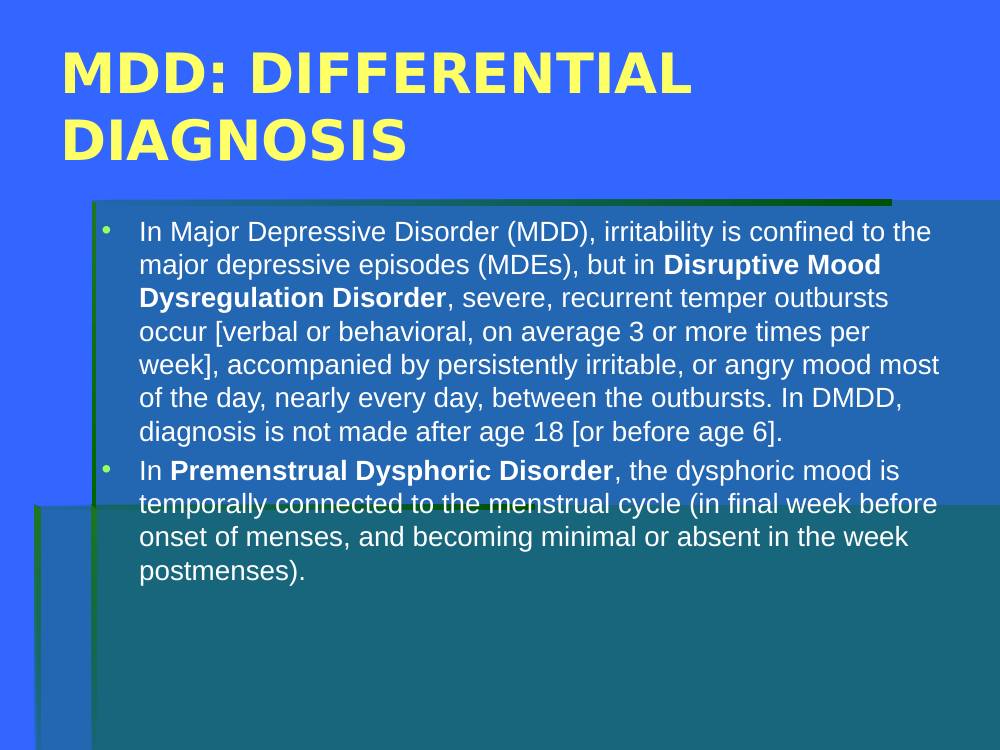 MDD: DIFFERENTIAL
DIAGNOSIS
• In Major Depressive Disorder (MDD), irritability is confined to the
major depressive episodes (MDEs), but in Disruptive Mood
Dysregulation Disorder, severe, recurrent temper outbursts
occur [verbal or behavioral, on average 3 or more times per
week], accompanied by persistently irritable, or angry mood most
of the day, nearly every day, between the outbursts. In DMDD,
diagnosis is not made after age 18 [or before age 6].
• In Premenstrual Dysphoric Disorder, the dysphoric mood is
temporally connected to the menstrual cycle (in final week before
onset of menses, and becoming minimal or absent in the week
postmenses).